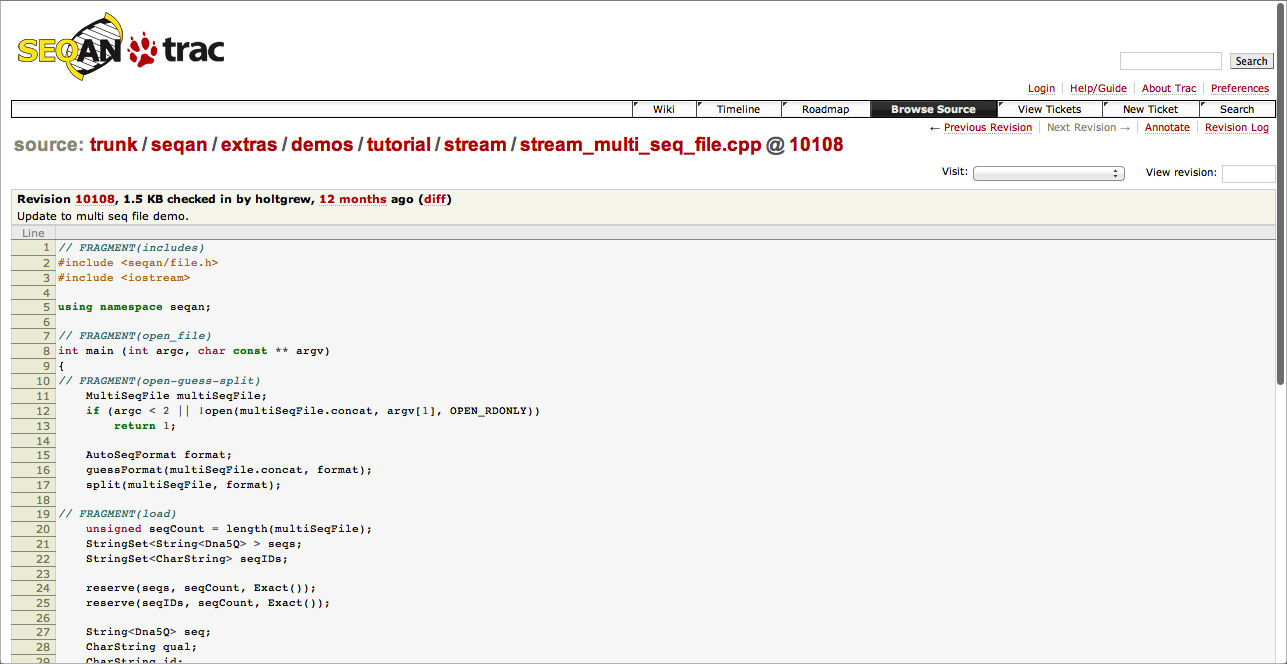 SEQAN trac
Search
Login Help/Guide About Trac Preferences
Wiki Timeline Roadmap Browse Source View Tickets New Ticket Search
← Previous Revision Next Revision → Annotate Revision Log
source: trunk / seqan / extras / demos / tutorial / stream / stream_multi_seq_file.cpp @ 10108
Visit: View revision:
Revision 10108, 1.5 KB checked in by holtgrew, 12 months ago (diff)
Update to multi seq file demo.
Line
1 // FRAGMENT(includes)
2 #include <seqan/file.h>
3 #include <iostream>
4
5 using namespace seqan;
6
7 // FRAGMENT(open_file)
8 int main (int argc, char const ** argv)
9 {
10 // FRAGMENT(open-guess-split)
11     MultiSeqFile multiSeqFile;
12     if (argc < 2 || !open(multiSeqFile.concat, argv[1], OPEN_RDONLY))
13         return 1;
14
15     AutoSeqFormat format;
16     guessFormat(multiSeqFile.concat, format);
17     split(multiSeqFile, format);
18
19 // FRAGMENT(load)
20     unsigned seqCount = length(multiSeqFile);
21     StringSet<String<Dna5Q> > seqs;
22     StringSet<CharString> seqIDs;
23
24     reserve(seqs, seqCount, Exact());
25     reserve(seqIDs, seqCount, Exact());
26
27     String<Dna5Q> seq;
28     CharString qual;
29     CharString id;